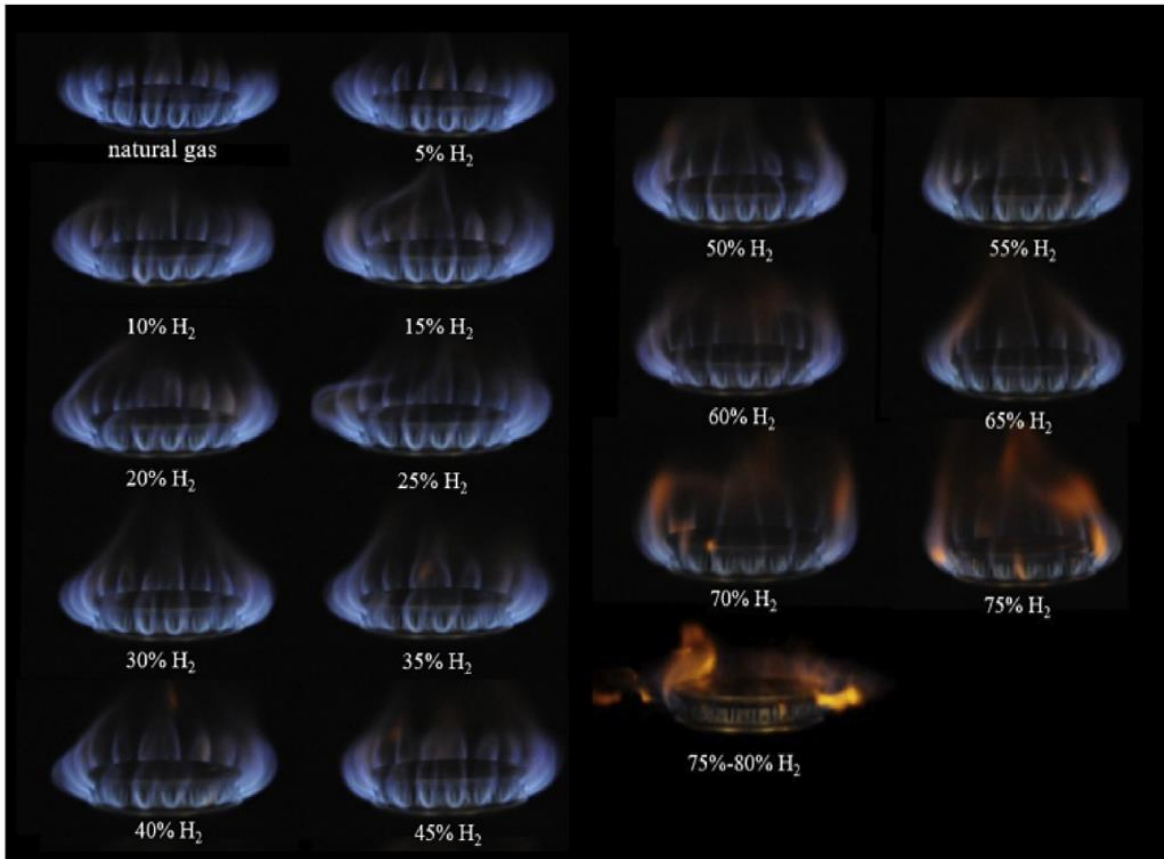 natural gas
5% H₂
10% H₂
15% H₂
20% H₂
25% H₂
30% H₂
35% H₂
40% H₂
45% H₂
50% H₂
55% H₂
60% H₂
65% H₂
70% H₂
75% H₂
75%-80% H₂